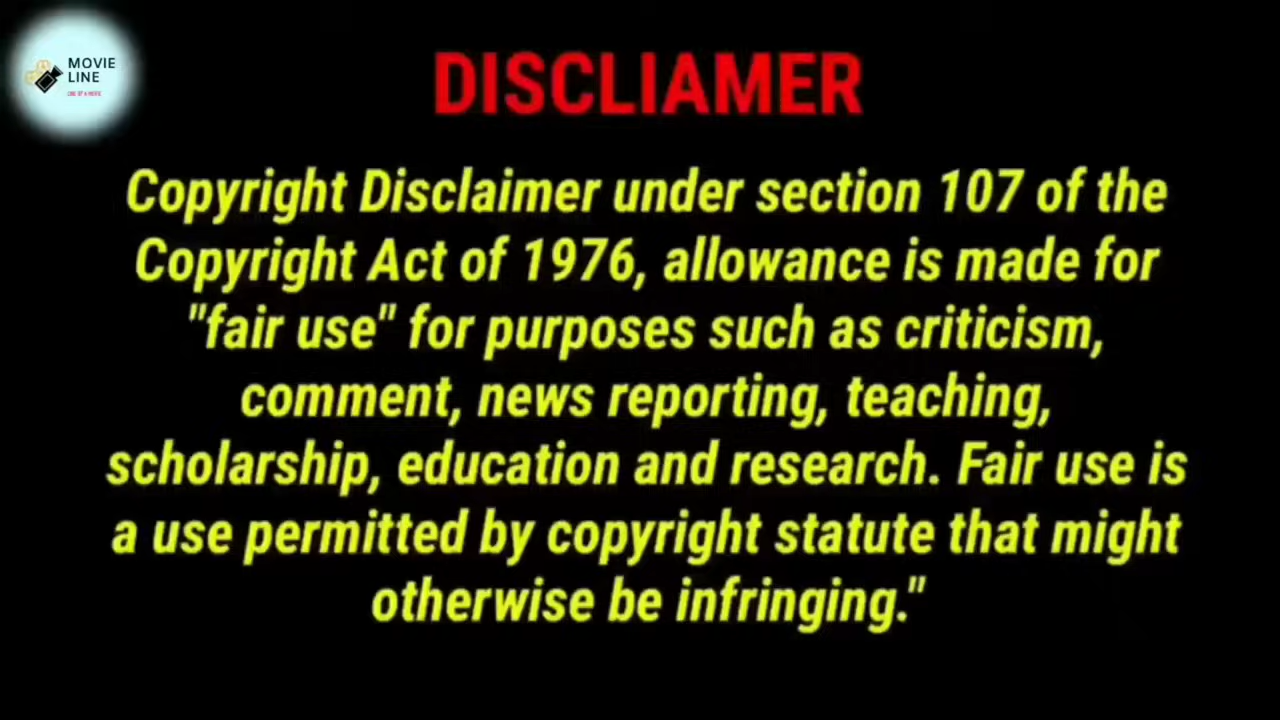 MOVIE
LINE
DISCLIAMER
Copyright Disclaimer under section 107 of the
Copyright Act of 1976, allowance is made for
"fair use" for purposes such as criticism,
comment, news reporting, teaching,
scholarship, education and research. Fair use is
a use permitted by copyright statute that might
otherwise be infringing."